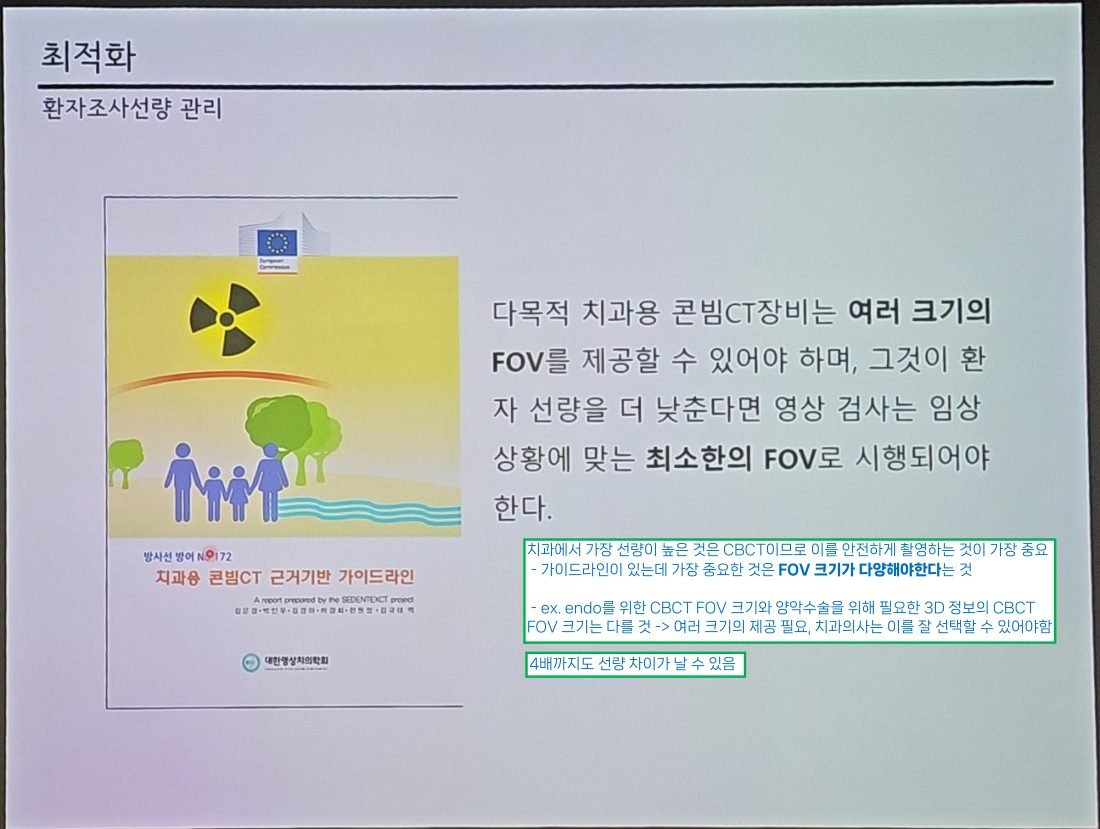 최적화
환자조사선량 관리
European
Commission
방사선 방어 N 172
치과용 콘빔CT 근거기반 가이드라인
A report prepared by the SEDENTEXCT project
대한영상치의학회
다목적 치과용 콘빔CT장비는 여러 크기의
FOV를 제공할 수 있어야 하며, 그것이 환
자 선량을 더 낮춘다면 영상 검사는 임상
상황에 맞는 최소한의 FOV로 시행되어야
한다.
치과에서 가장 선량이 높은 것은 CBCT이므로 이를 안전하게 촬영하는 것이 가장 중요
- 가이드라인이 있는데 가장 중요한 것은 FOV 크기가 다양해야한다는 것
- ex. endo를 위한 CBCT FOV 크기와 양악수술을 위해 필요한 3D 정보의 CBCT
FOV 크기는 다를 것 -> 여러 크기의 제공 필요, 치과의사는 이를 잘 선택할 수 있어야함
4배까지도 선량 차이가 날 수 있음